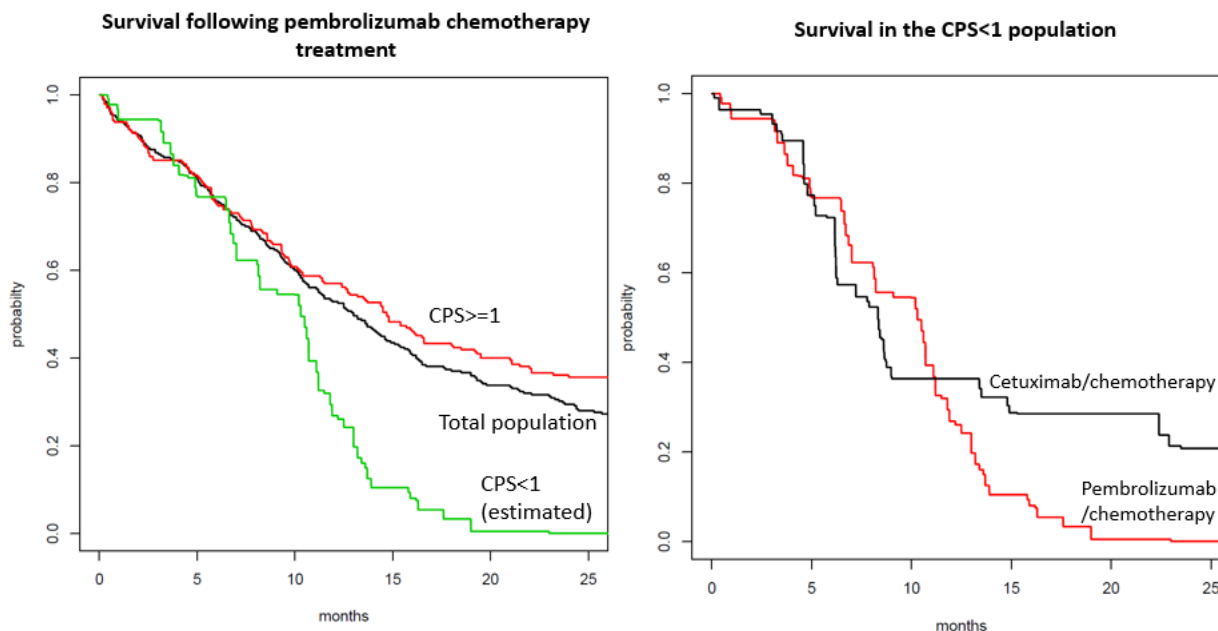 Survival following pembrolizumab chemotherapy
treatment
1.0
0.8
0.6
0.4
0.2
0.0
probabilty
CPS>=1
Total population
CPS<1
(estimated)
0 5 10 15 20 25
months
Survival in the CPS<1 population
1.0
0.8
0.6
0.4
0.2
0.0
probabilty
Cetuximab/chemotherapy
Pembrolizumab
/chemotherapy
0 5 10 15 20 25
months